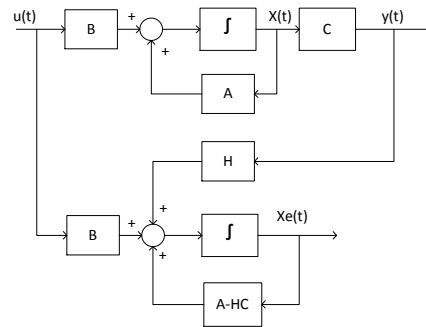 u(t) B + ∫ X(t) C y(t)
+
A
H
+
B + ∫ Xe(t)
+
A-HC